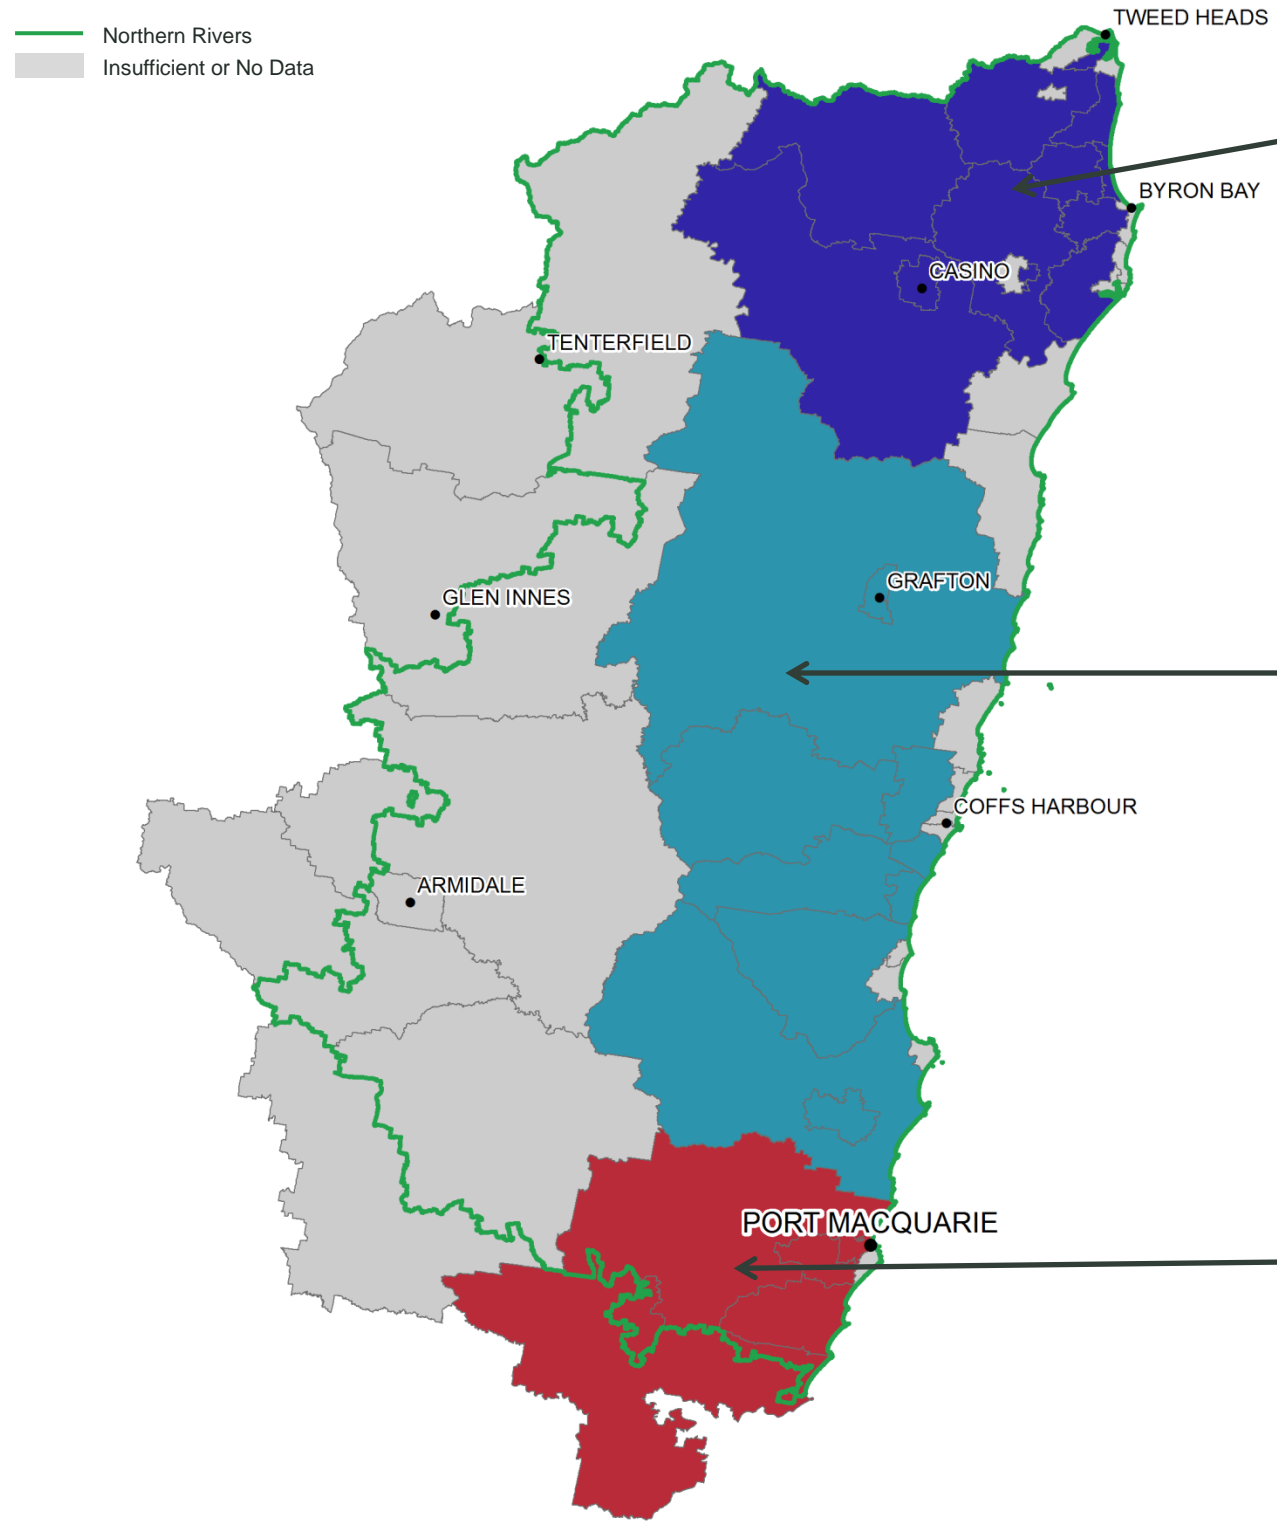 Northern Rivers
Insufficient or No Data
TWEED HEADS
BYRON BAY
CASINO
TENTERFIELD
GRAFTON
GLEN INNES
COFFS HARBOUR
ARMIDALE
PORT MACQUARIE